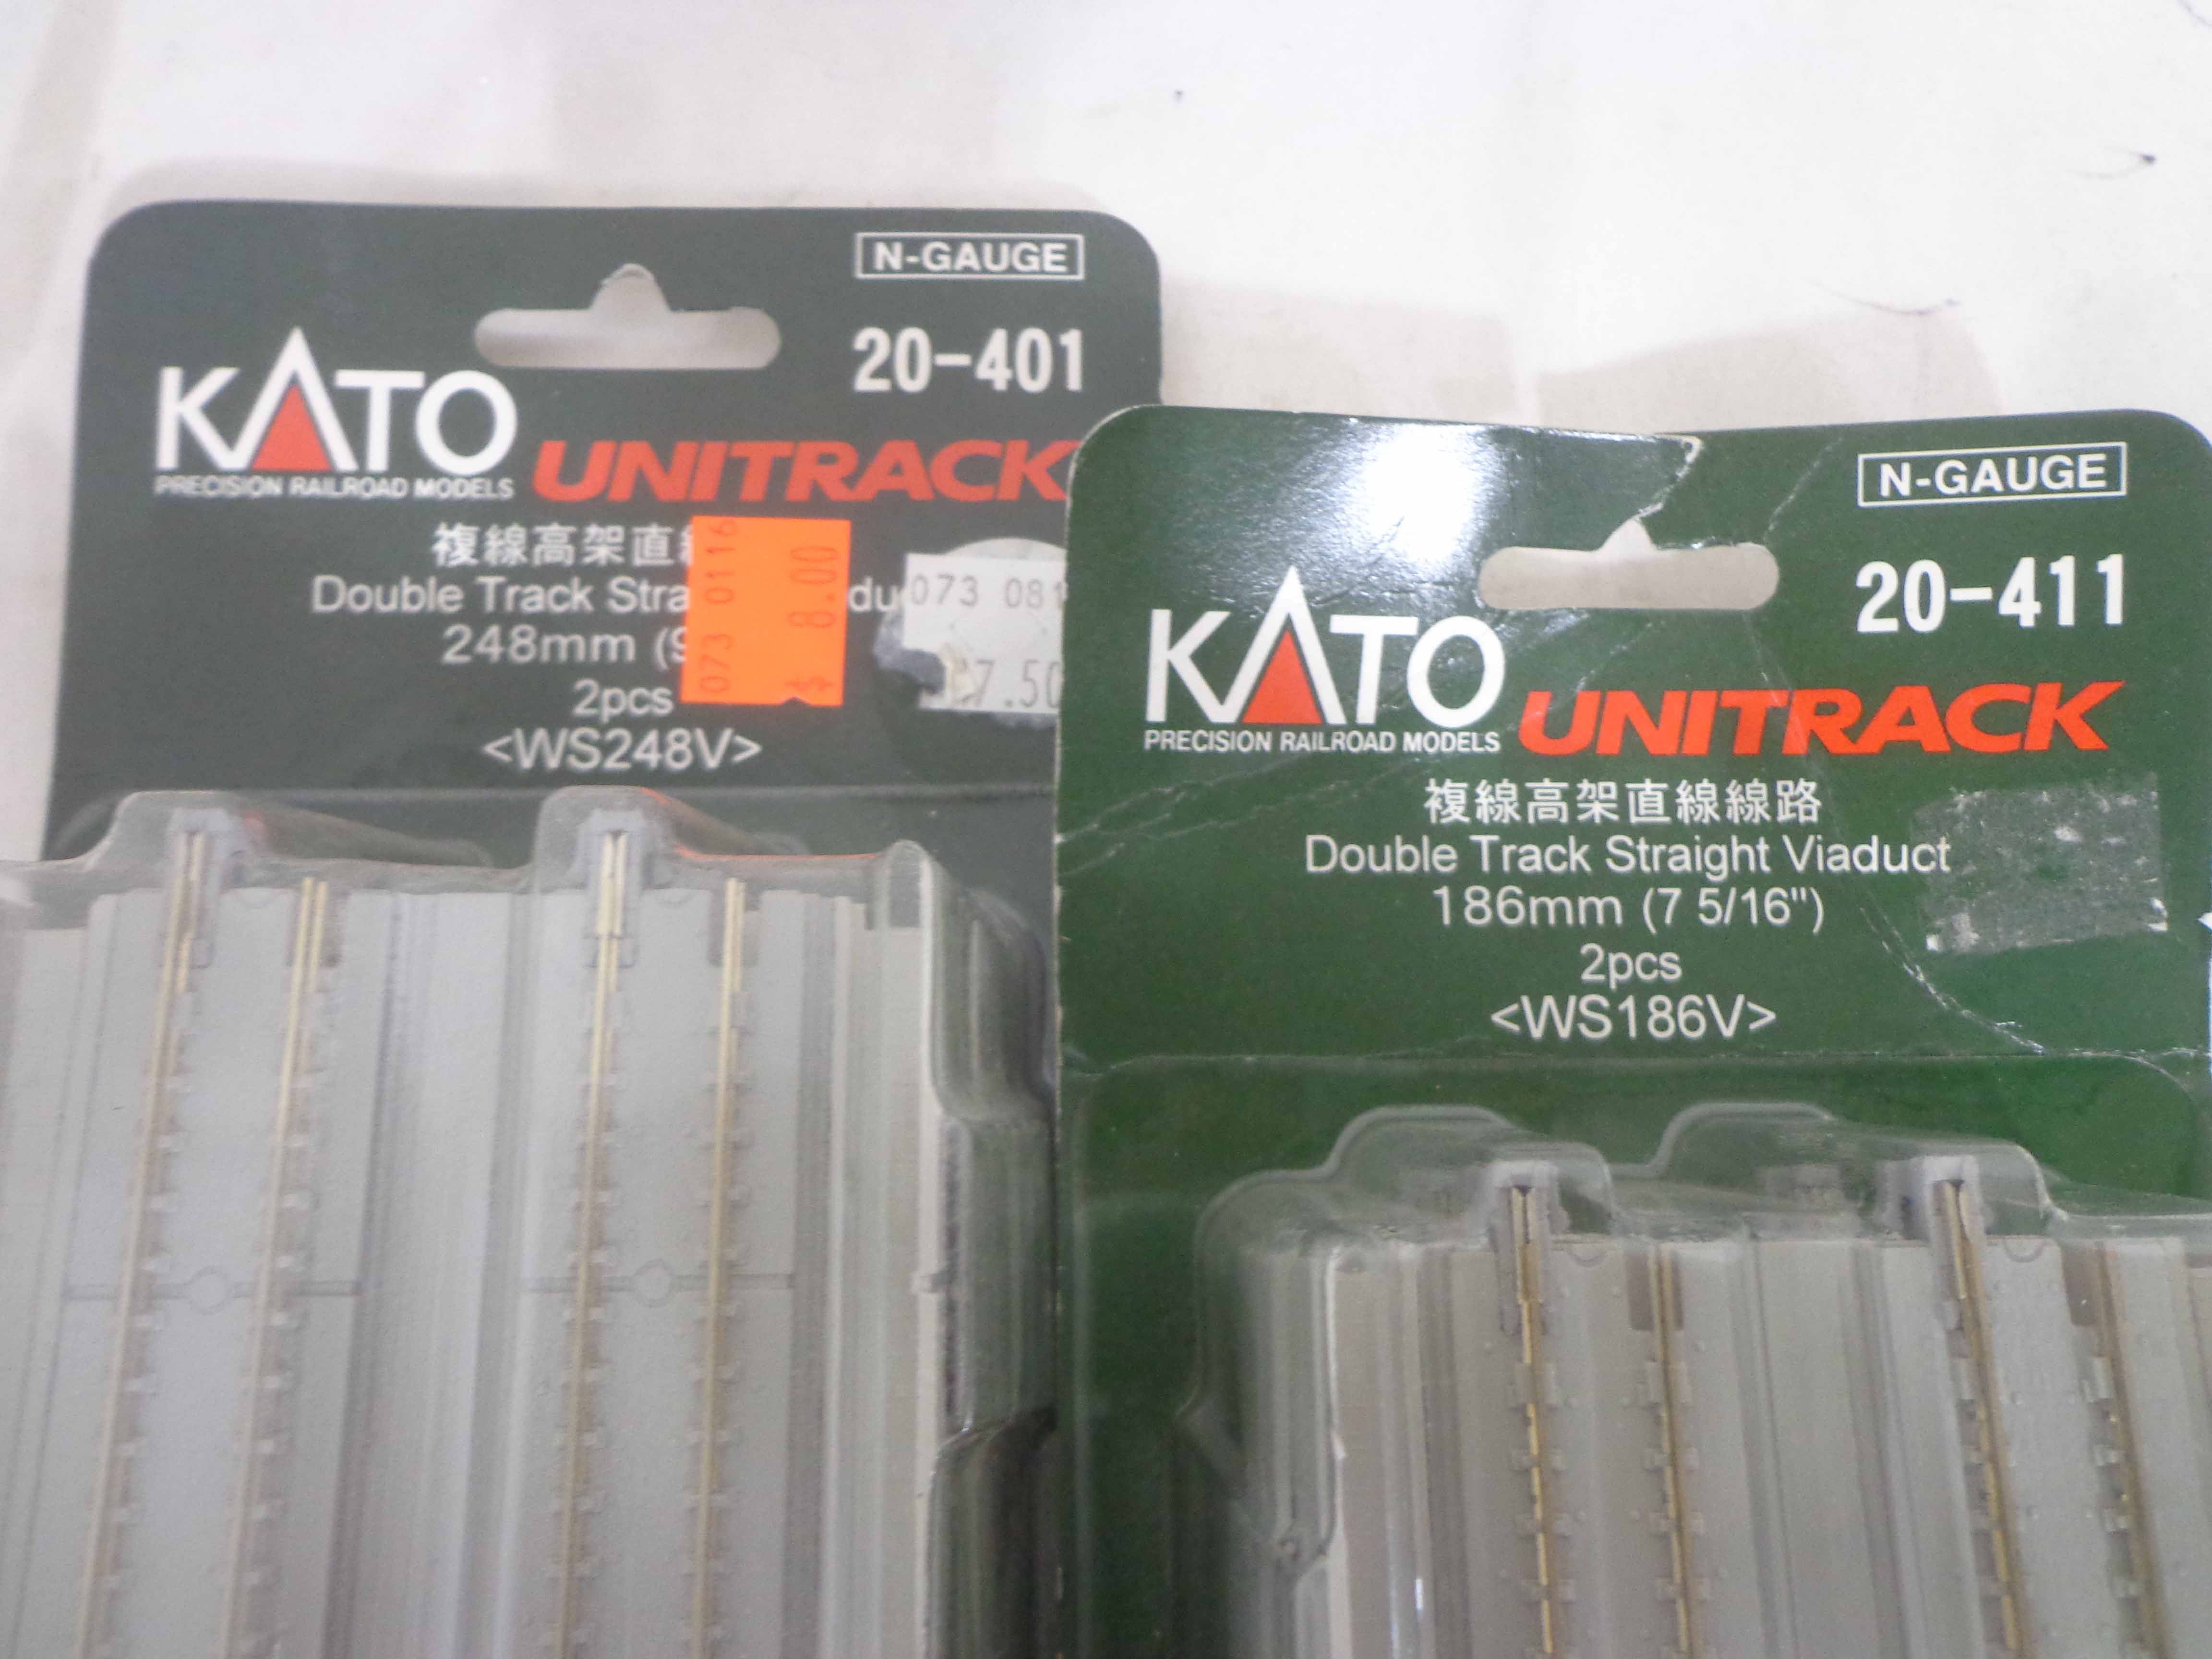 N-GAUGE
20-401
KATO
PRECISION RAILROAD MODELS
UNITRACK
複線高架直
Double Track
248mm
2pcs
<WS248V>
073 0116
$ 8.00
073 081
7.50
N-GAUGE
20-411
KATO
PRECISION RAILROAD MODELS
UNITRACK
複線高架直線線路
Double Track Straight Viaduct
186mm (7 5/16")
2pcs
<WS186V>